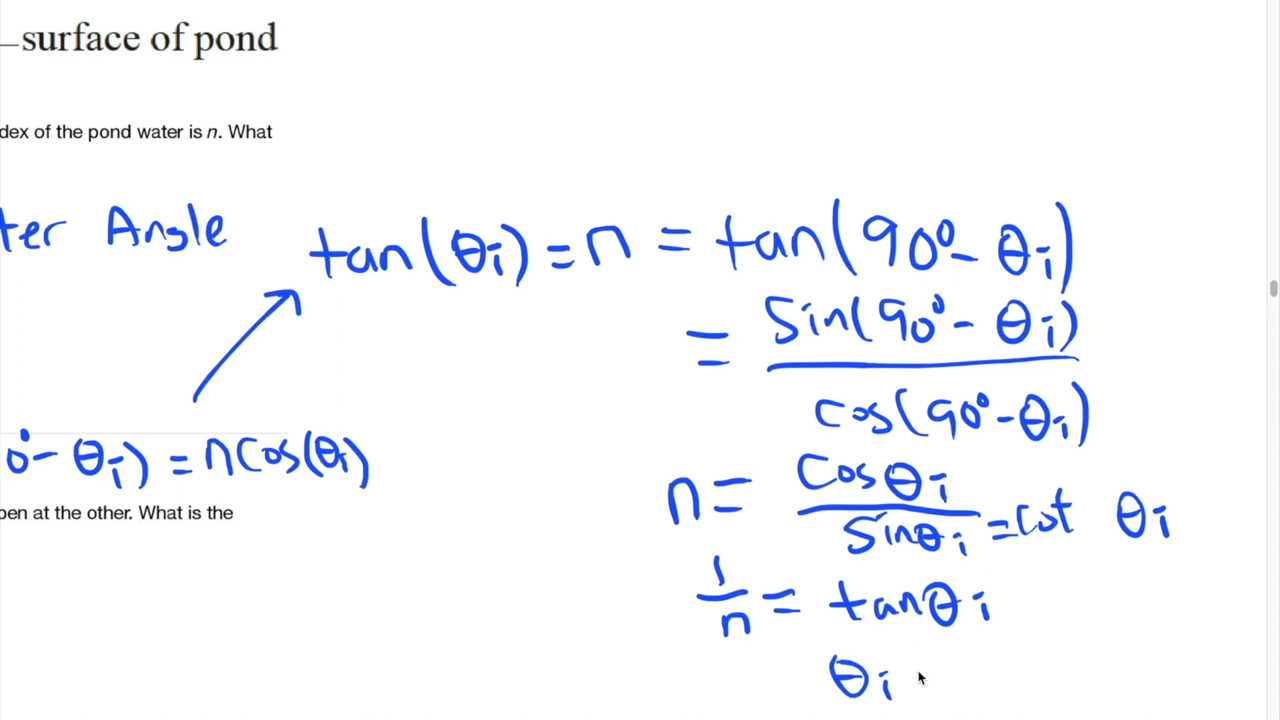 surface of pond
dex of the pond water is n. What
ter Angle
tan(θi) = n = tan(90° - θi)
= sin(90° - θi) / cos(90° - θi)
0° - θi) = n cos(θi)
n = cosθi / sinθi = cot θi
pen at the other. What is the
1/n = tanθi
θi